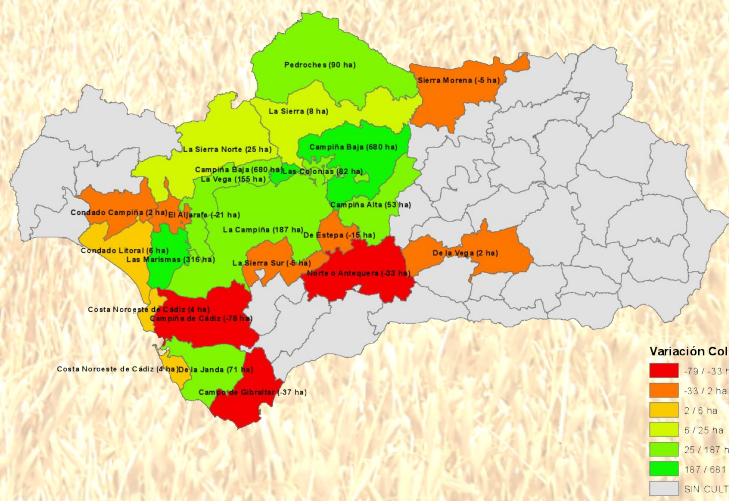 Pedroches (90 ha)
Sierra Morena (-5 ha)
La Sierra (8 ha)
La Sierra Norte (25 ha)
Campiña Baja (680 ha)
Campiña Baja (680 ha)
Las Colonias (82 ha)
La Vega (155 ha)
Campiña Alta (53 ha)
Condado Campiña (2 ha)
El Aljarafe (-21 ha)
La Campiña (187 ha)
De Estepa (-15 ha)
Condado Litoral (6 ha)
Las Marismas (316 ha)
La Sierra Sur (-6 ha)
De la Vega (2 ha)
Norte o Antequera (-33 ha)
Costa Noroeste de Cádiz (4 ha)
Campiña de Cádiz (-78 ha)
Costa Noroeste de Cádiz (4 ha)
De la Janda (71 ha)
Campo de Gibraltar (-37 ha)
Variación Col
-79 / -33 h
-33 / 2 ha
2 / 6 ha
6 / 25 ha
25 / 187 h
187 / 681
SIN CULT